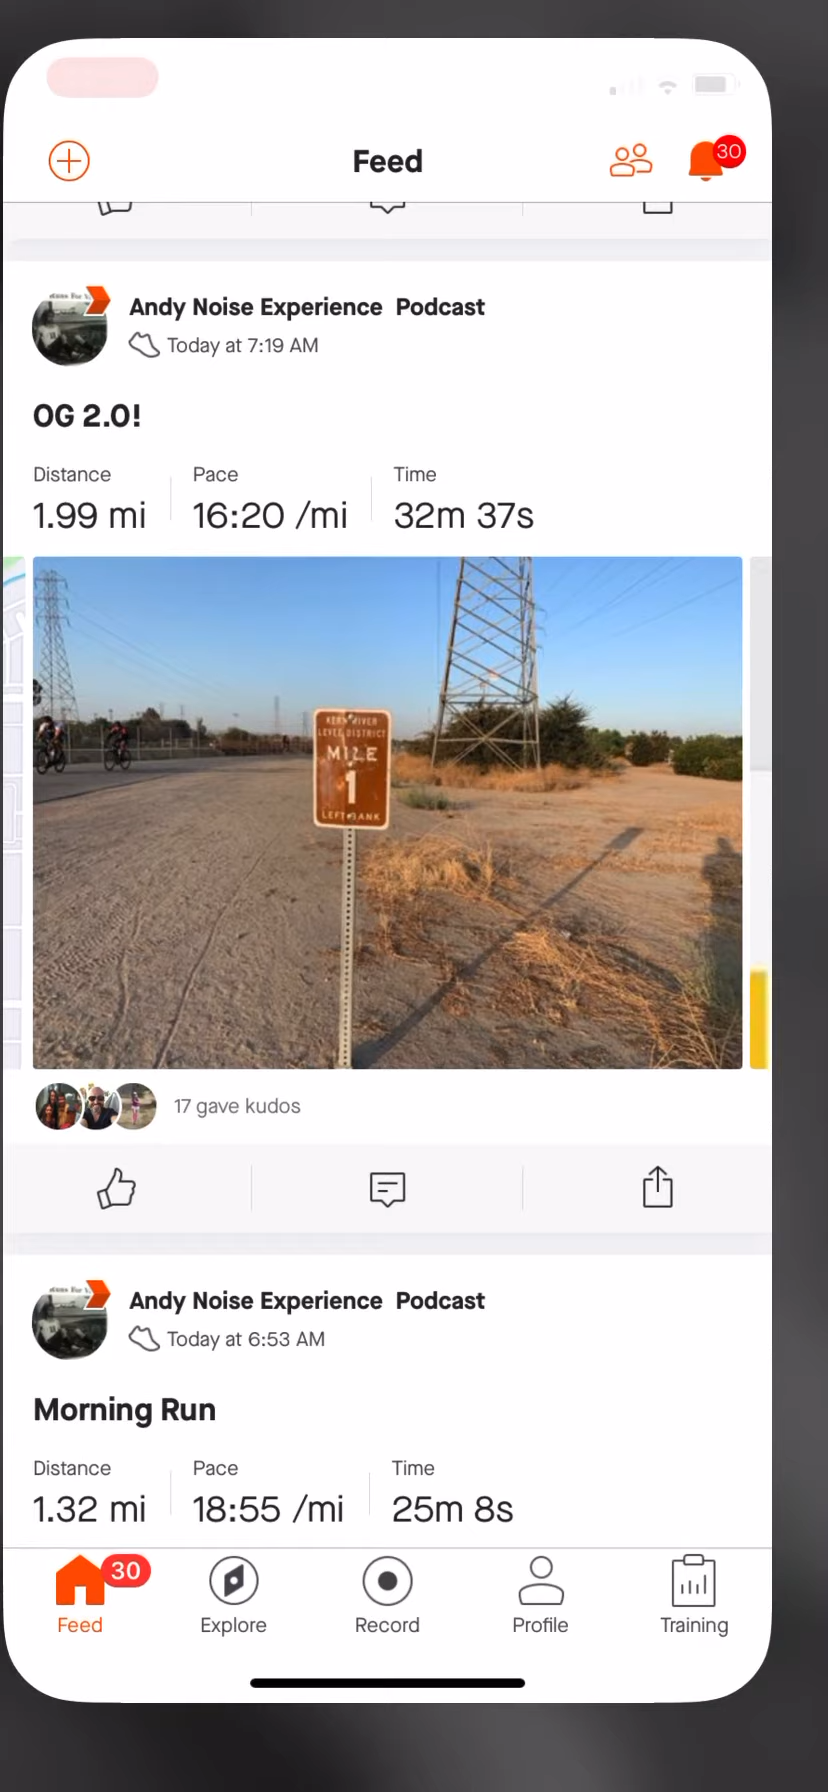 Feed
30
Andy Noise Experience Podcast
Today at 7:19 AM
OG 2.0!
Distance
Pace
Time
1.99 mi
16:20 /mi
32m 37s
KERN RIVER
LEVEE DISTRICT
MILE
1
LEFT BANK
17 gave kudos
Andy Noise Experience Podcast
Today at 6:53 AM
Morning Run
Distance
Pace
Time
1.32 mi
18:55 /mi
25m 8s
30
Feed
Explore
Record
Profile
Training